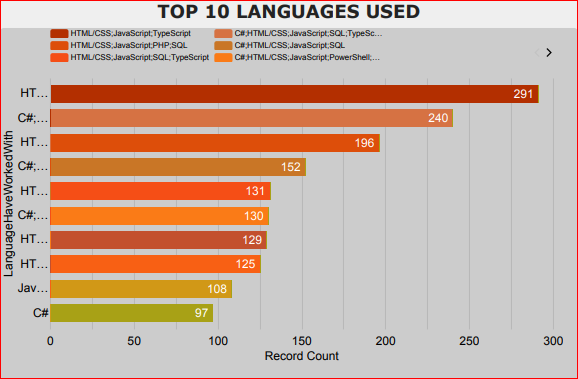 TOP 10 LANGUAGES USED
HTML/CSS;JavaScript;TypeScript
C#;HTML/CSS;JavaScript;SQL;TypeSc…
HTML/CSS;JavaScript;PHP;SQL
C#;HTML/CSS;JavaScript;SQL
HTML/CSS;JavaScript;SQL;TypeScript
C#;HTML/CSS;JavaScript;PowerShell;…
LanguageHaveWorkedWith
HT… 291
C#;… 240
HT… 196
C#;… 152
HT… 131
C#;… 130
HT… 129
HT… 125
Jav… 108
C# 97
0 50 100 150 200 250 300
Record Count